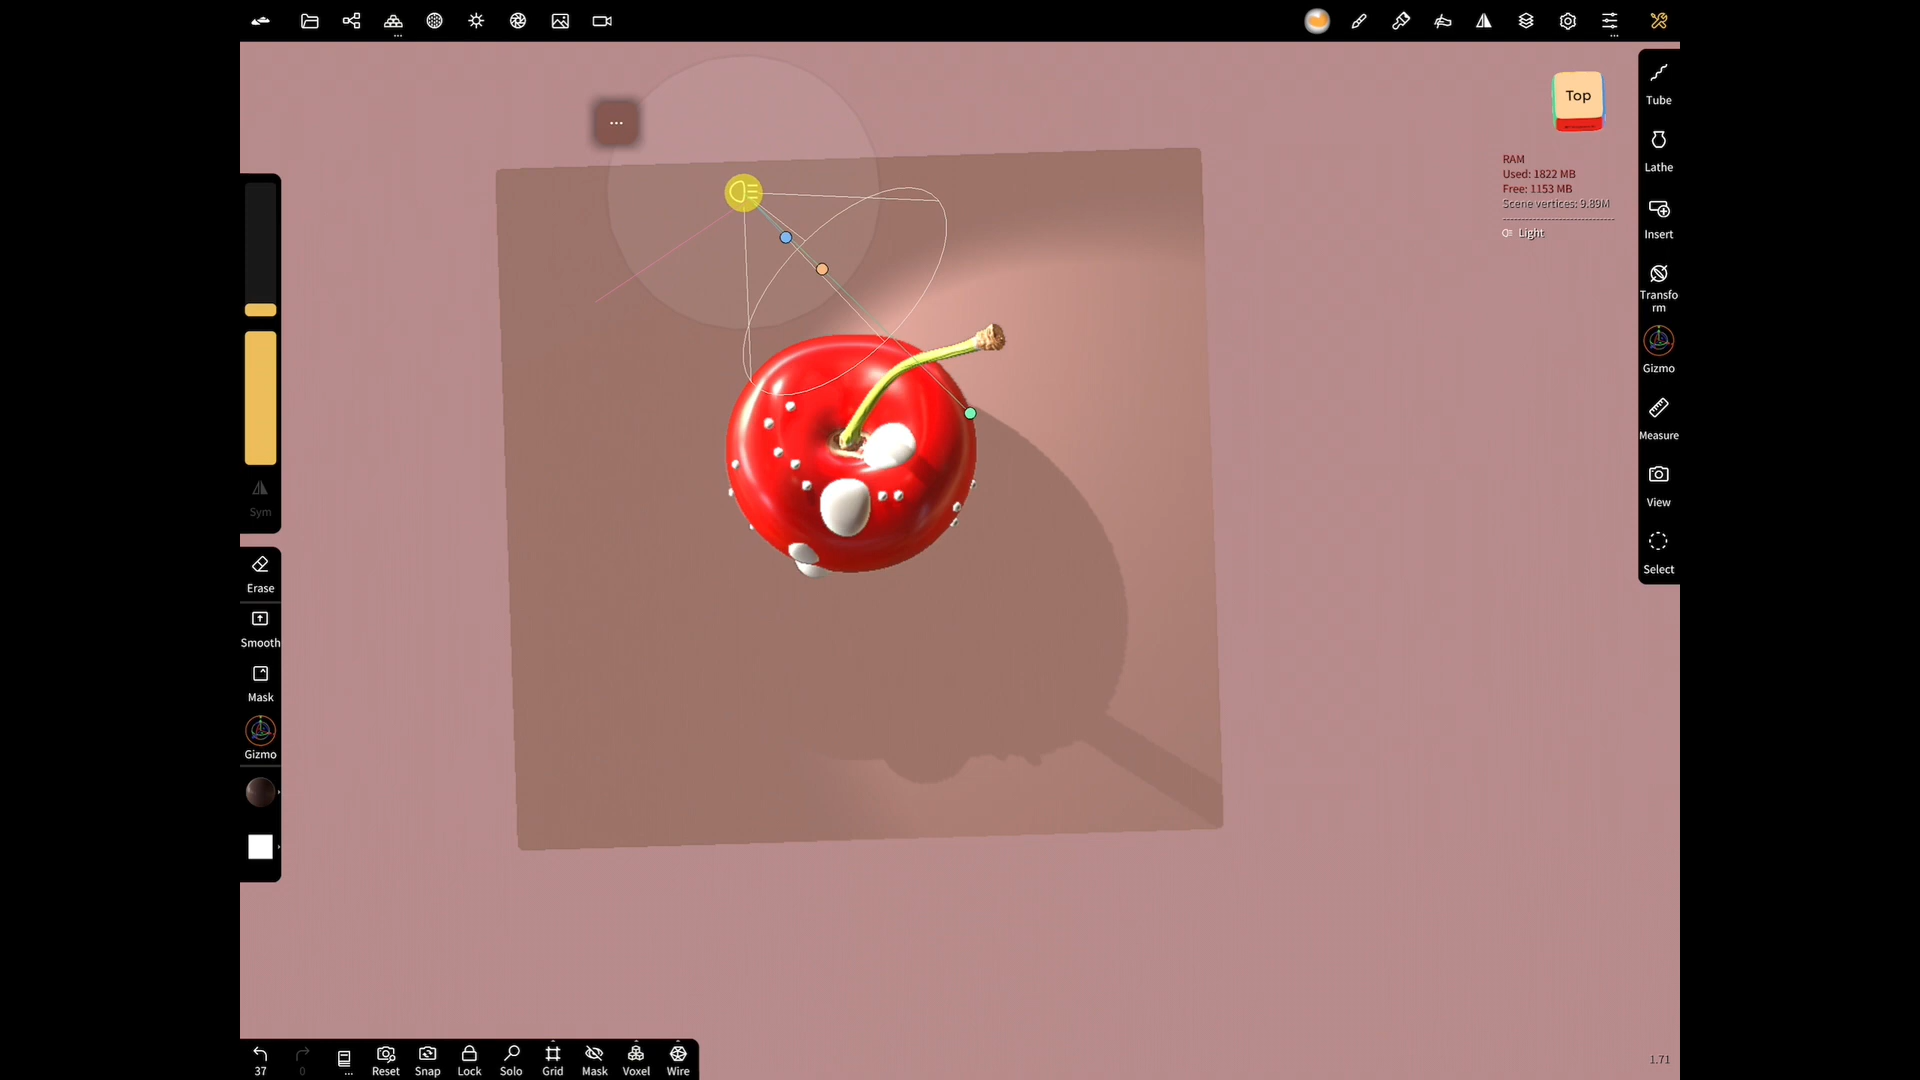 Top
RAM
Used: 1822 MB
Free: 1153 MB
Scene vertices: 9.89M
Light
Tube
Lathe
Insert
Transfo
rm
Gizmo
Measure
View
Select
Sym
Erase
Smooth
Mask
Gizmo
37
0
Reset
Snap
Lock
Solo
Grid
Mask
Voxel
Wire
1.71